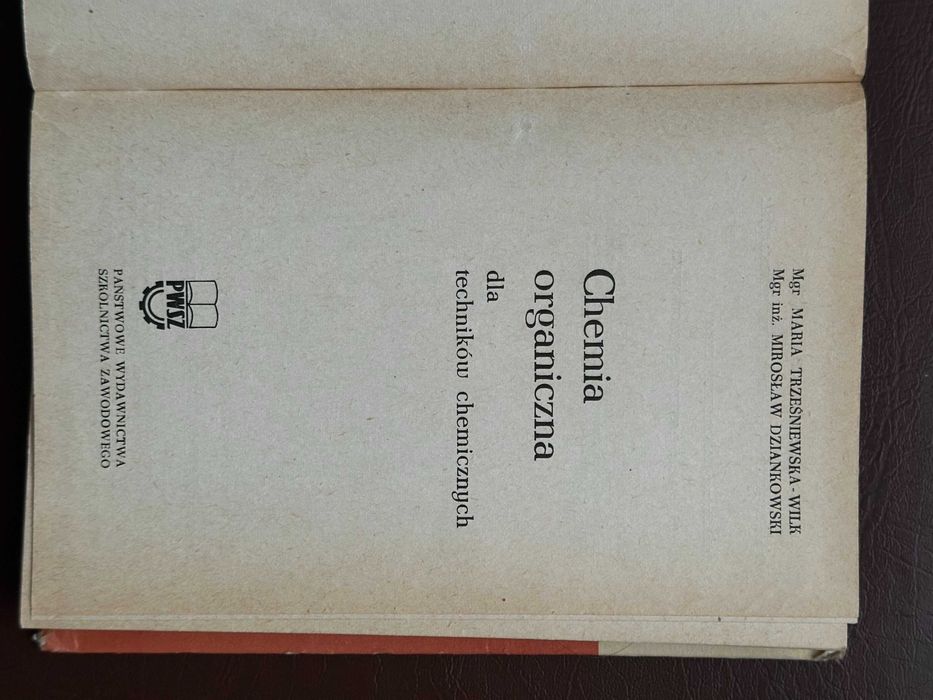 Mgr MARIA TRZEŚNIEWSKA-WILK
Mgr inż. MIROSŁAW DZIANKOWSKI
Chemia
organiczna
dla
techników chemicznych
PWSZ
PAŃSTWOWE WYDAWNICTWA
SZKOLNICTWA ZAWODOWEGO